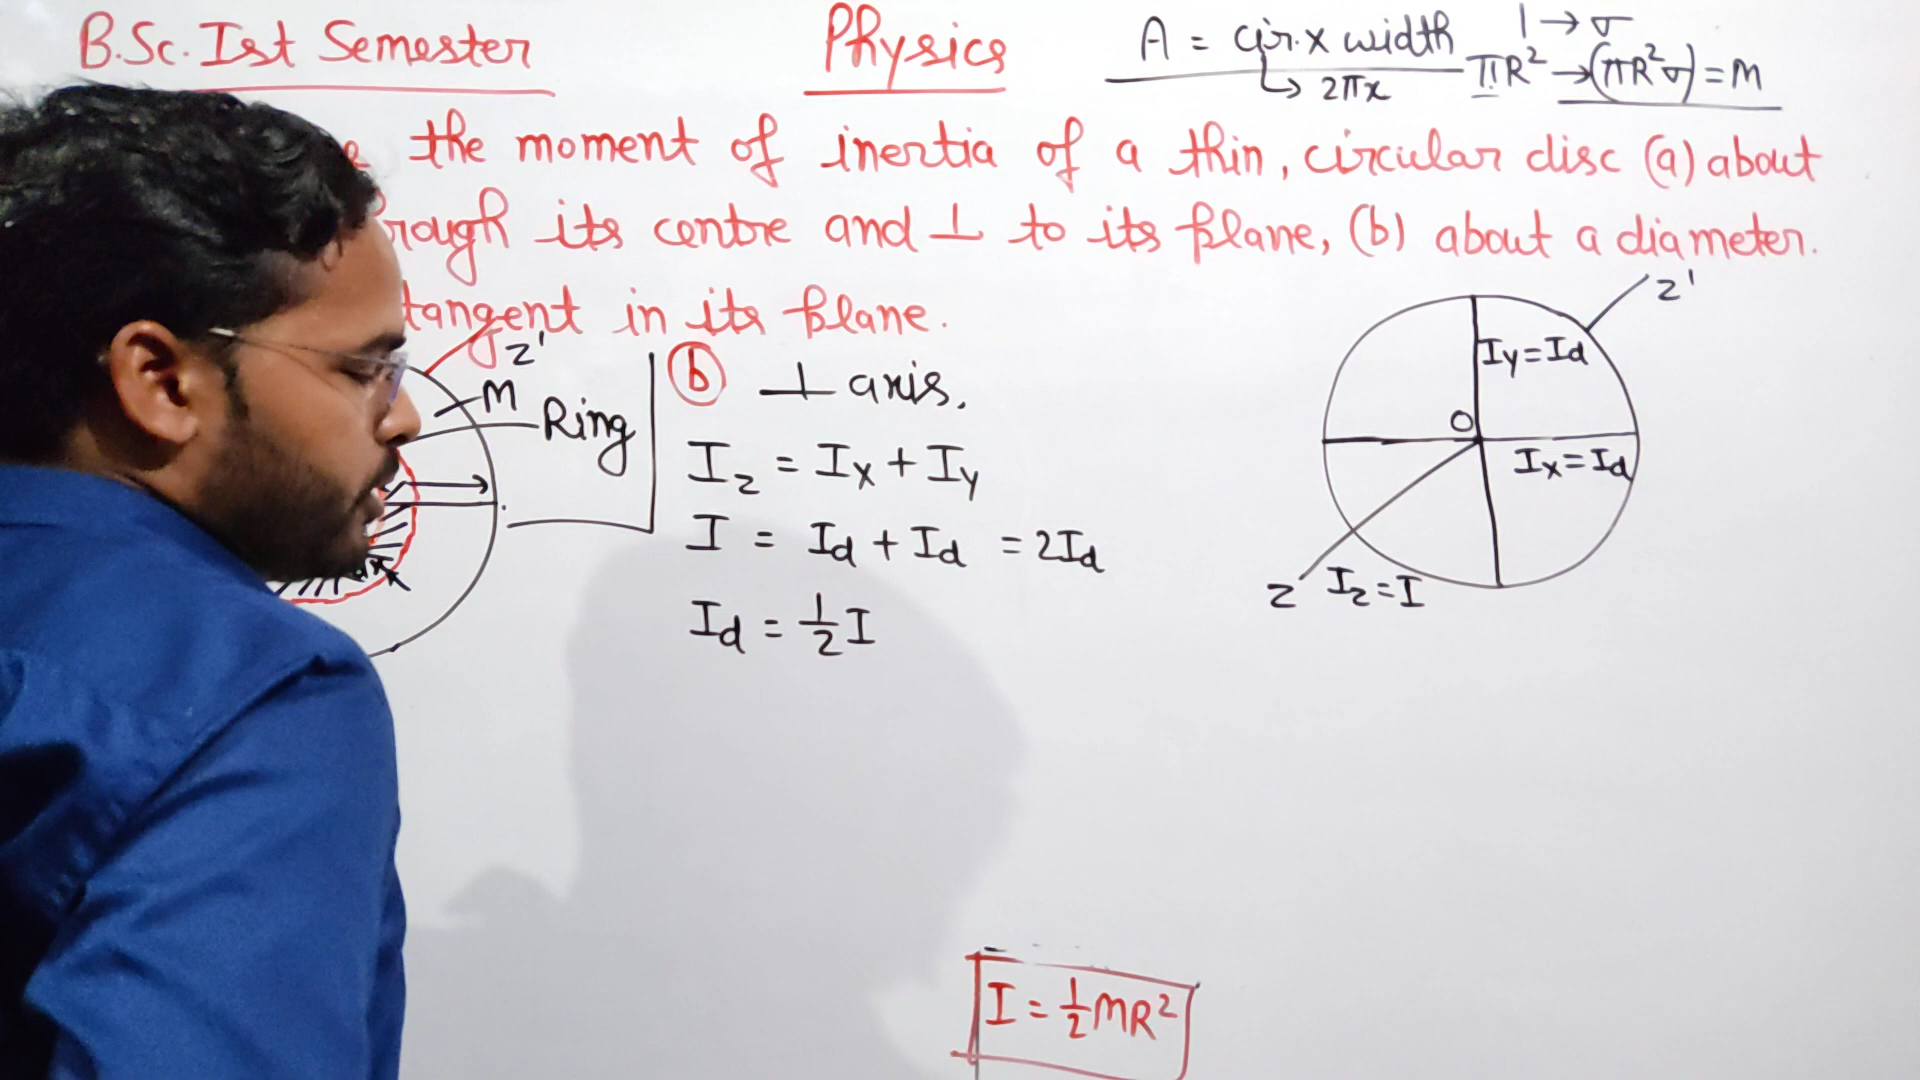 B.Sc. Ist Semester
Physics
A = cir. x width
↳ 2πx
1 → σ
πR² → (πR²σ) = M
the moment of inertia of a thin, circular disc (a) about
rough its centre and ⊥ to its plane, (b) about a diameter.
tangent in its plane.
z'
M
Ring
(b) ⊥ axis.
I_z = I_x + I_y
I = I_d + I_d = 2I_d
I_d = ½ I
z'
I_y = I_d
O
I_x = I_d
z I_z = I
I = ½ MR²